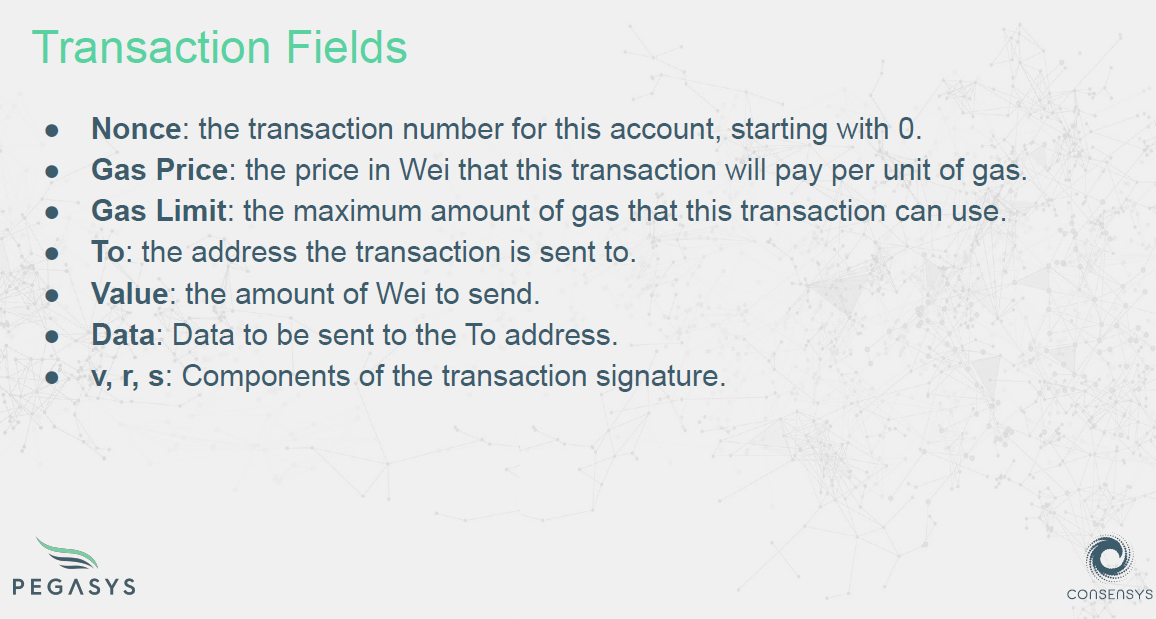 Transaction Fields
● Nonce: the transaction number for this account, starting with 0.
● Gas Price: the price in Wei that this transaction will pay per unit of gas.
● Gas Limit: the maximum amount of gas that this transaction can use.
● To: the address the transaction is sent to.
● Value: the amount of Wei to send.
● Data: Data to be sent to the To address.
● v, r, s: Components of the transaction signature.
PEGASYS
CONSENSYS